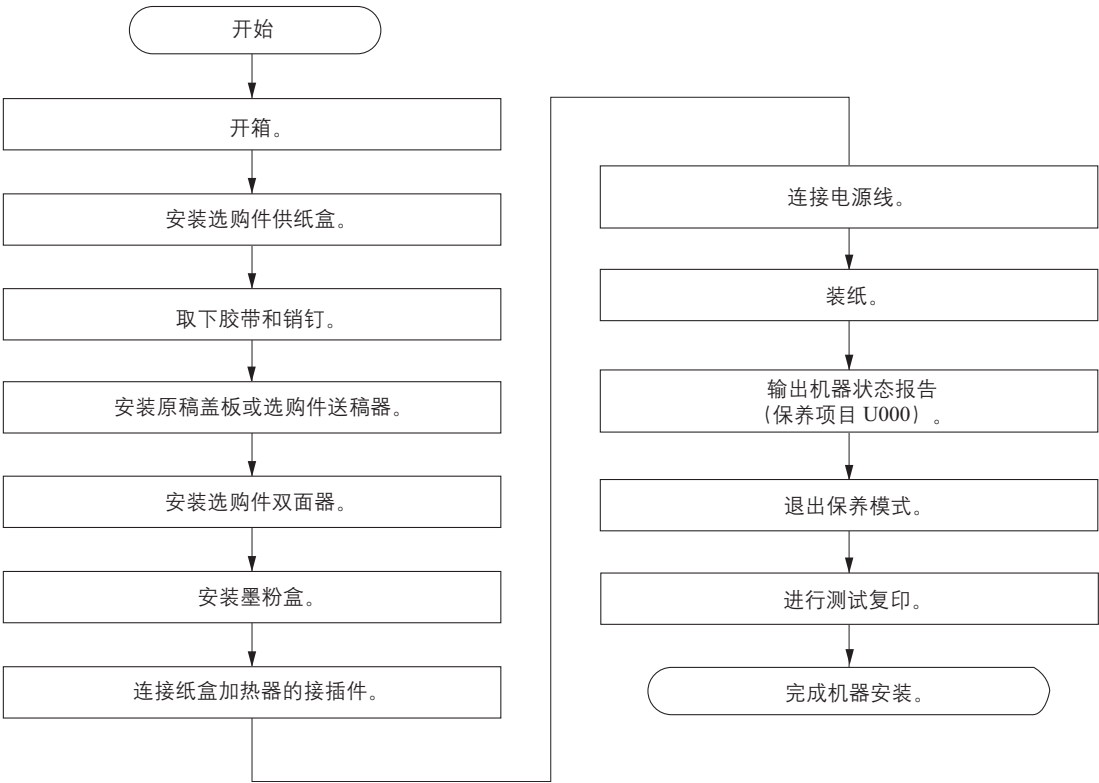 开始
开箱。
安装选购件供纸盒。
取下胶带和销钉。
安装原稿盖板或选购件送稿器。
安装选购件双面器。
安装墨粉盒。
连接纸盒加热器的接插件。
连接电源线。
装纸。
输出机器状态报告
（保养项目 U000）。
退出保养模式。
进行测试复印。
完成机器安装。